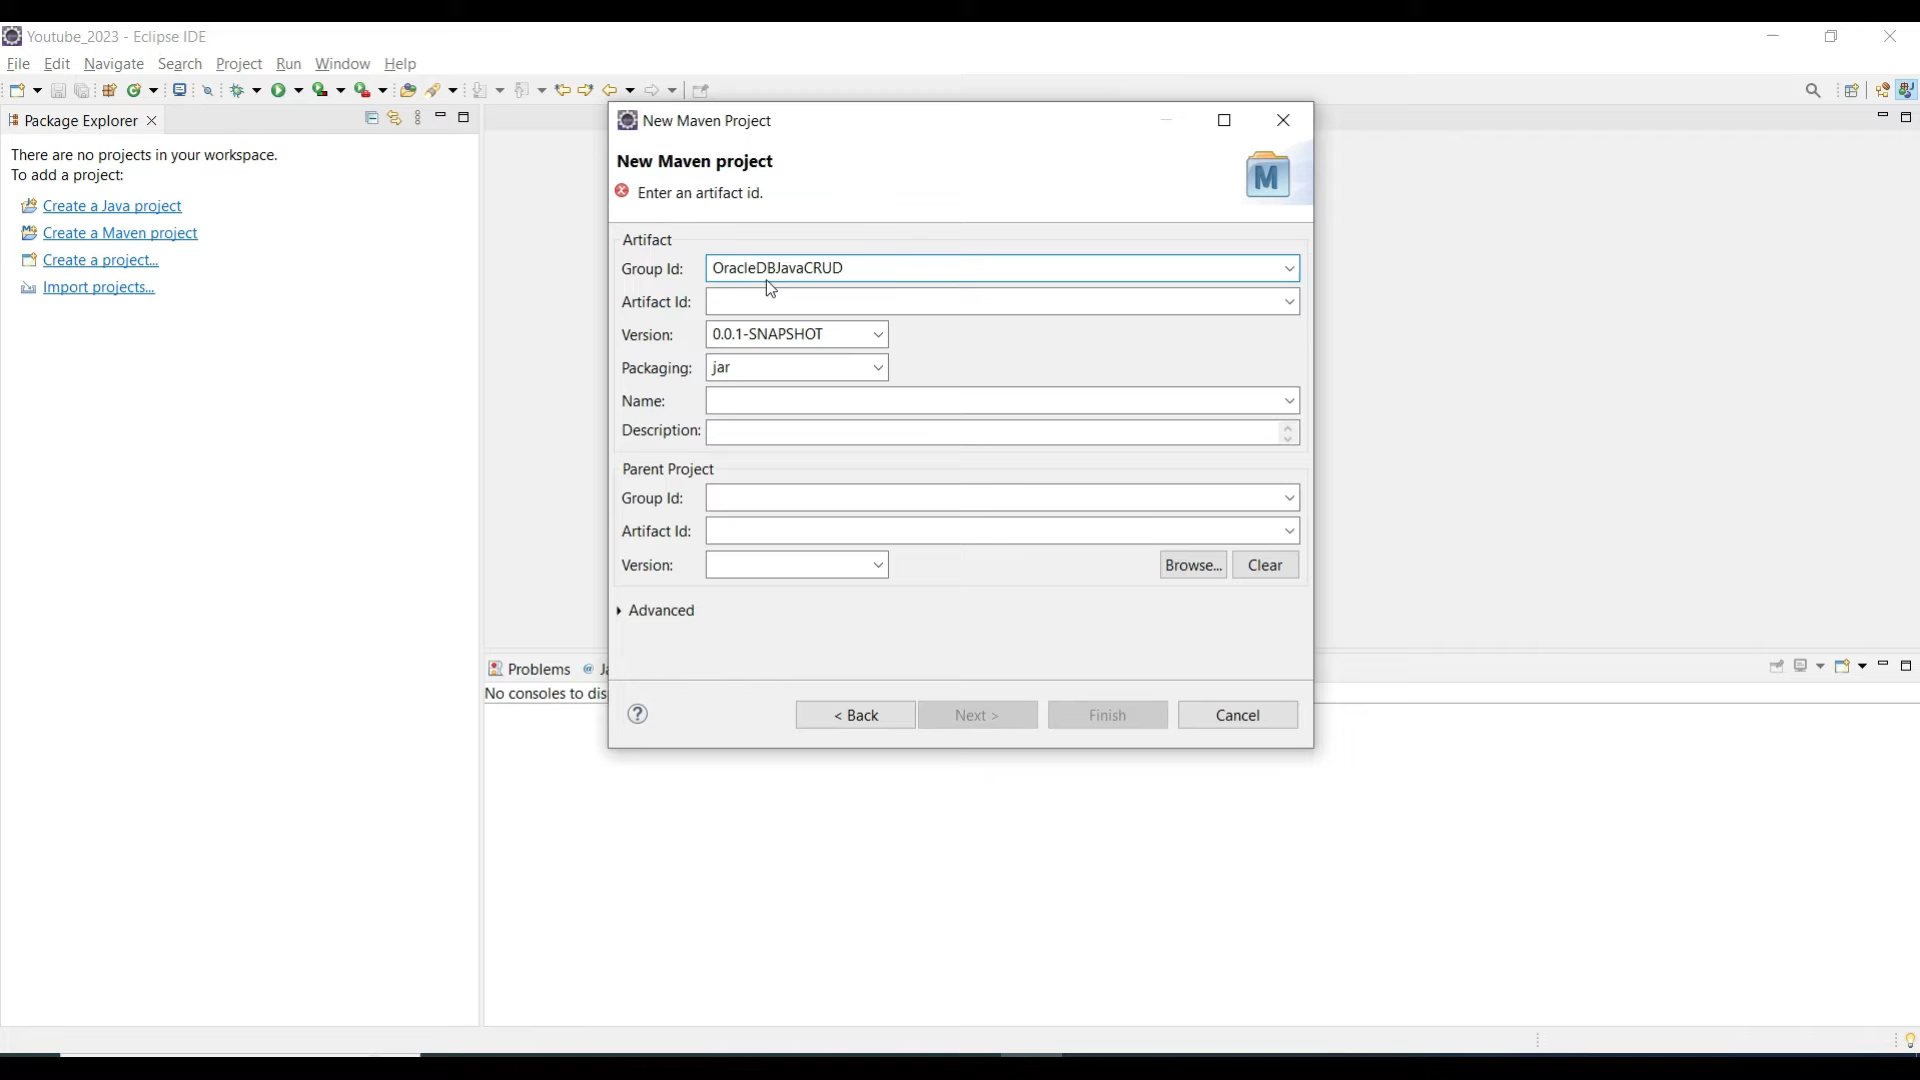 Youtube_2023 - Eclipse IDE
File Edit Navigate Search Project Run Window Help
Package Explorer
There are no projects in your workspace.
To add a project:
Create a Java project
Create a Maven project
Create a project...
Import projects...
New Maven Project
New Maven project
Enter an artifact id.
M
Artifact
Group Id: OracleDBJavaCRUD
Artifact Id:
Version: 0.0.1-SNAPSHOT
Packaging: jar
Name:
Description:
Parent Project
Group Id:
Artifact Id:
Version:
Browse... Clear
Advanced
Problems @ Ja
No consoles to dis
? < Back Next > Finish Cancel